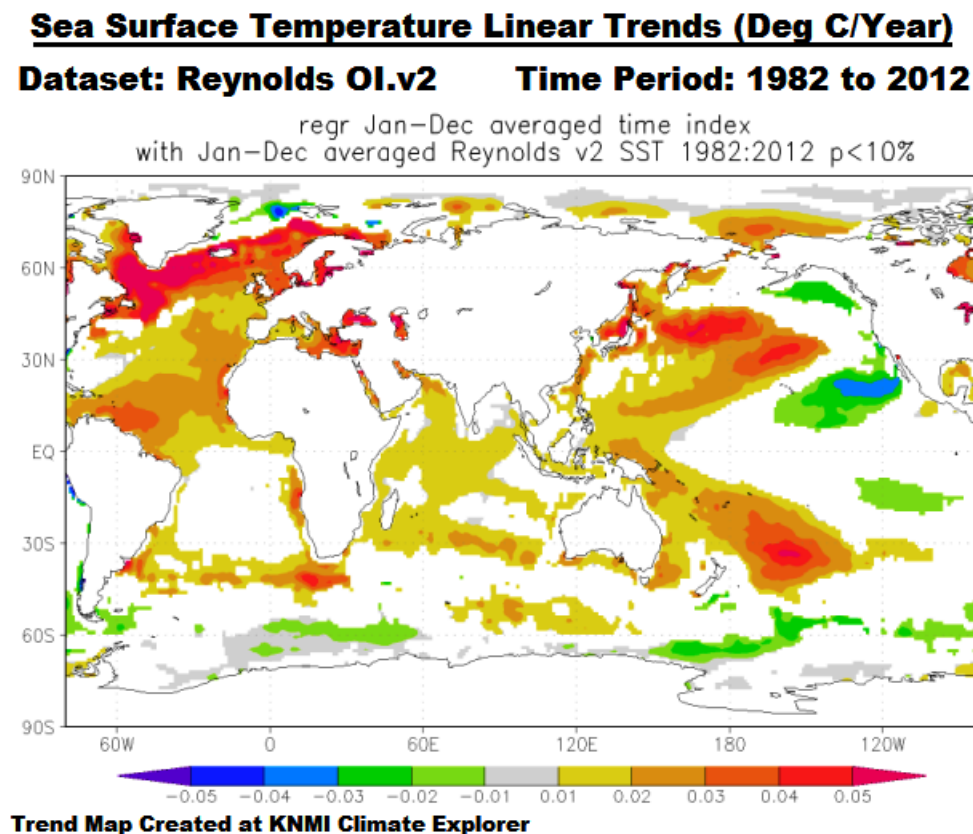 Sea Surface Temperature Linear Trends (Deg C/Year)
Dataset: Reynolds OI.v2 Time Period: 1982 to 2012
regr Jan-Dec averaged time index
with Jan-Dec averaged Reynolds v2 SST 1982:2012 p<10%
90N
60N
30N
EQ
30S
60S
90S
60W 0 60E 120E 180 120W
-0.05 -0.04 -0.03 -0.02 -0.01 0.01 0.02 0.03 0.04 0.05
Trend Map Created at KNMI Climate Explorer